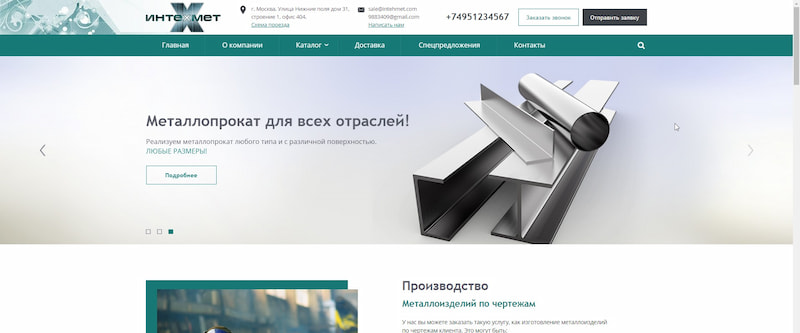 ИНТЕХМЕТ
г. Москва. Улица Нижние поля дом 31,
строение 1, офис 404.
Схема проезда
sale@intehmet.com
9883409@gmail.com
Написать нам
+74951234567
Заказать звонок
Отправить заявку
Главная
О компании
Каталог
Доставка
Спецпредложения
Контакты
Металлопрокат для всех отраслей!
Реализуем металлопрокат любого типа и с различной поверхностью.
ЛЮБЫЕ РАЗМЕРЫ!
Подробнее
Производство
Металлоизделий по чертежам
У нас вы можете заказать такую услугу, как изготовление металлоизделий
по чертежам клиента. Это могут быть: